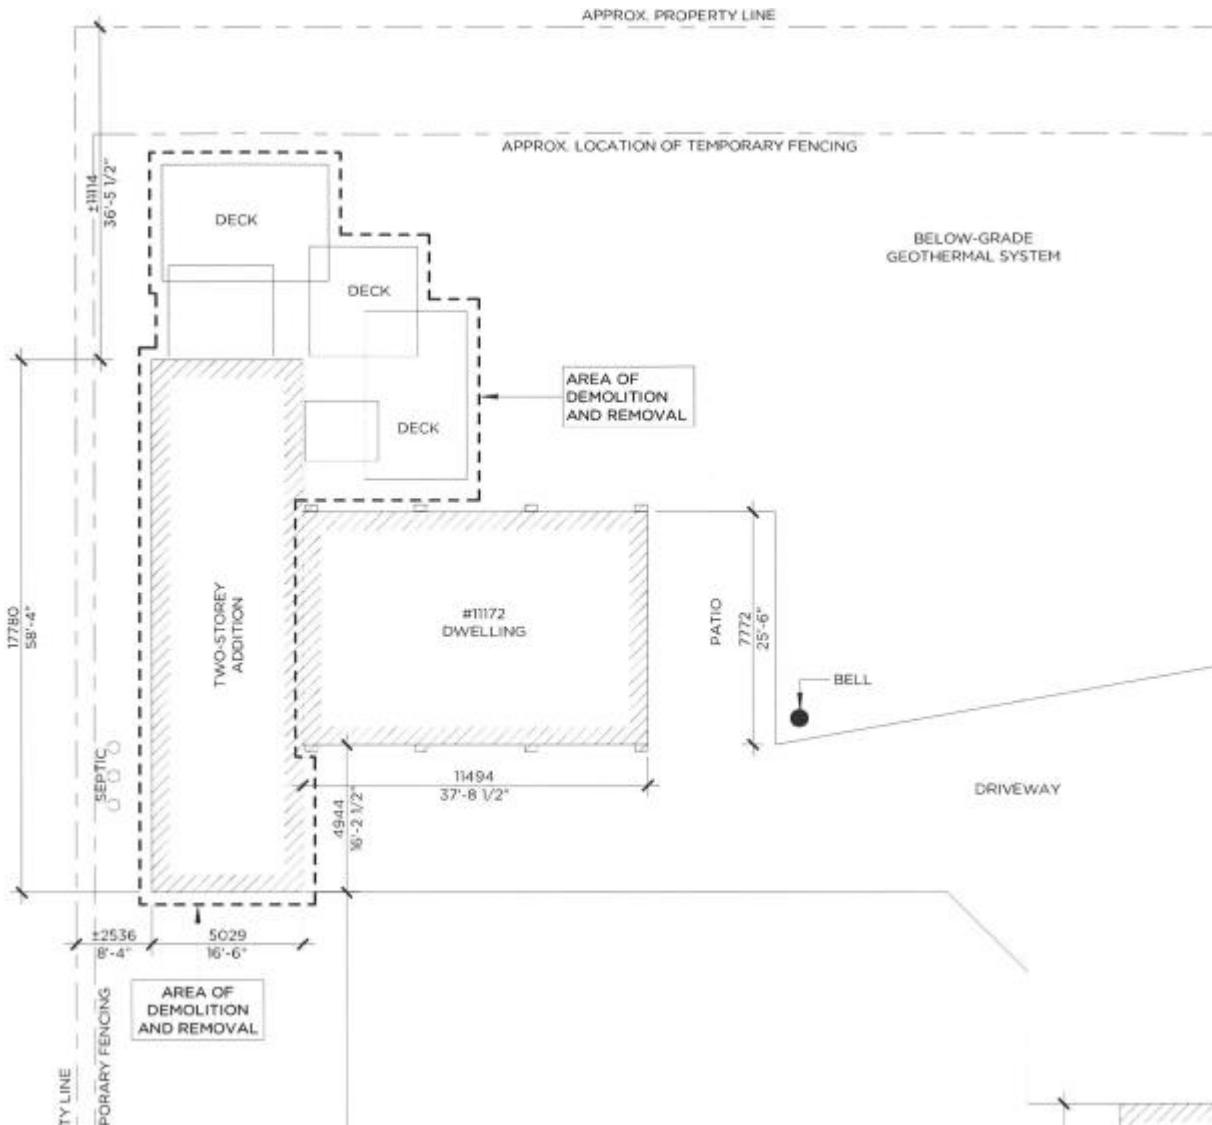 APPROX. PROPERTY LINE
APPROX. LOCATION OF TEMPORARY FENCING
±11114
36'-5 1/2"
DECK
BELOW-GRADE
GEOTHERMAL SYSTEM
DECK
AREA OF
DEMOLITION
AND REMOVAL
DECK
17780
58'-4"
TWO-STOREY
ADDITION
#11172
DWELLING
PATIO
7772
25'-6"
BELL
SEPTIC
11494
37'-8 1/2"
4944
16'-2 1/2"
DRIVEWAY
±2536
8'-4"
5029
16'-6"
AREA OF
DEMOLITION
AND REMOVAL
TY LINE
PORARY FENCING